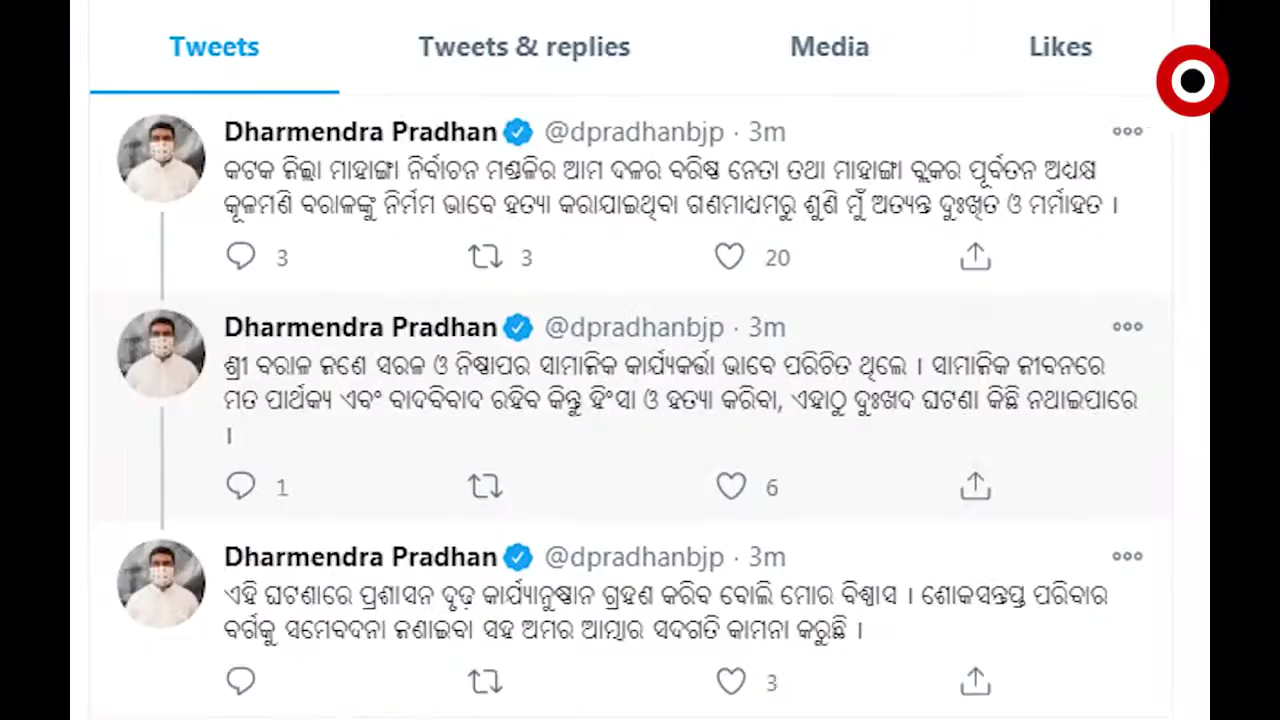 Tweets Tweets & replies Media Likes
Dharmendra Pradhan @dpradhanbjp · 3m
କଟକ ଜିଲ୍ଲା ମାହାଙ୍ଗା ନିର୍ବାଚନ ମଣ୍ଡଳିର ଆମ ଦଳର ବରିଷ୍ଠ ନେତା ତଥା ମାହାଙ୍ଗା ବ୍ଲକର ପୂର୍ବତନ ଅଧ୍ୟକ୍ଷ
କୂଳମଣି ବରାଳଙ୍କୁ ନିର୍ମମ ଭାବେ ହତ୍ୟା କରାଯାଇଥିବା ଗଣମାଧ୍ୟମରୁ ଶୁଣି ମୁଁ ଅତ୍ୟନ୍ତ ଦୁଃଖିତ ଓ ମର୍ମାହତ ।
3 3 20
Dharmendra Pradhan @dpradhanbjp · 3m
ଶ୍ରୀ ବରାଳ ଜଣେ ସରଳ ଓ ନିଷ୍ଠାପର ସାମାଜିକ କାର୍ଯ୍ୟକର୍ତ୍ତା ଭାବେ ପରିଚିତ ଥିଲେ । ସାମାଜିକ ଜୀବନରେ
ମତ ପାର୍ଥକ୍ୟ ଏବଂ ବାଦବିବାଦ ରହିବ କିନ୍ତୁ ହିଂସା ଓ ହତ୍ୟା କରିବା, ଏହାଠୁ ଦୁଃଖଦ ଘଟଣା କିଛି ନଥାଇପାରେ
।
1 6
Dharmendra Pradhan @dpradhanbjp · 3m
ଏହି ଘଟଣାରେ ପ୍ରଶାସନ ଦୃଢ଼ କାର୍ଯ୍ୟାନୁଷ୍ଠାନ ଗ୍ରହଣ କରିବ ବୋଲି ମୋର ବିଶ୍ୱାସ । ଶୋକସନ୍ତପ୍ତ ପରିବାର
ବର୍ଗକୁ ସମେବଦନା ଜଣାଇବା ସହ ଅମର ଆତ୍ମାର ସଦଗତି କାମନା କରୁଛି ।
3